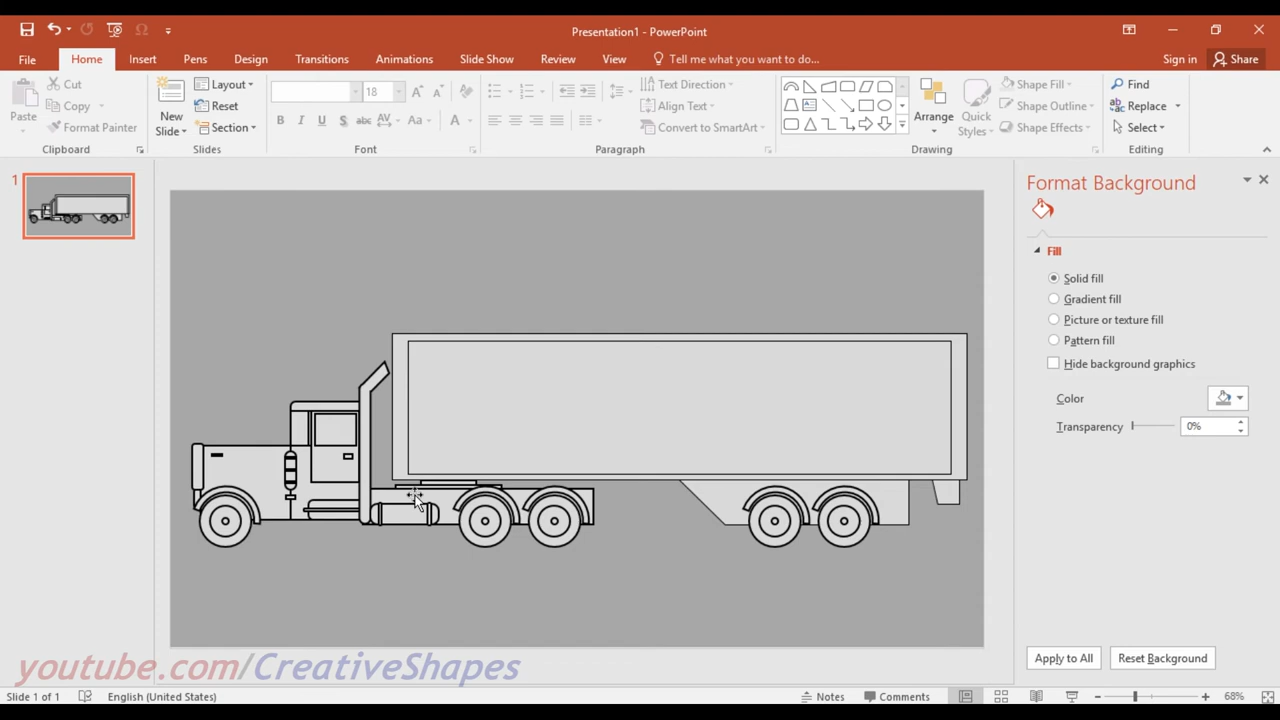 Presentation1 - PowerPoint
File Home Insert Pens Design Transitions Animations Slide Show Review View Tell me what you want to do... Sign in Share
Paste
Cut
Copy
Format Painter
Clipboard
New Slide
Layout
Reset
Section
Slides
18
B I U S abc AV Aa A
Font
Text Direction
Align Text
Convert to SmartArt
Paragraph
Arrange
Quick Styles
Shape Fill
Shape Outline
Shape Effects
Drawing
Find
Replace
Select
Editing
1
Format Background
Fill
Solid fill
Gradient fill
Picture or texture fill
Pattern fill
Hide background graphics
Color
Transparency 0%
Apply to All Reset Background
youtube.com/CreativeShapes
Slide 1 of 1 English (United States) Notes Comments 68%